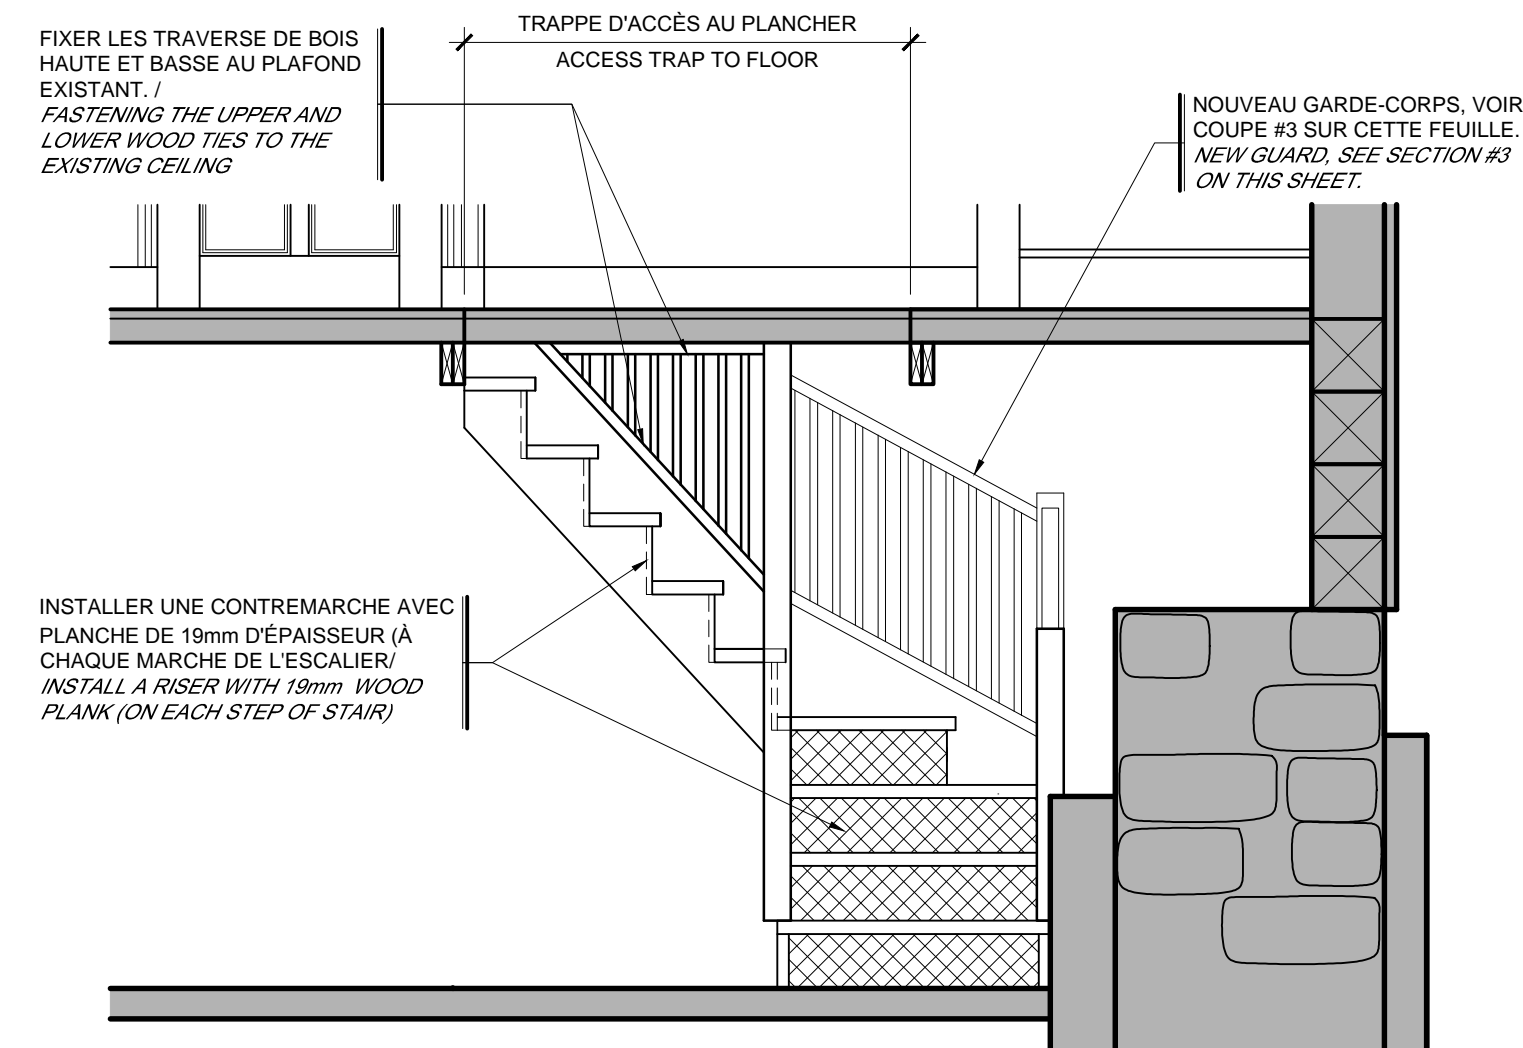 FIXER LES TRAVERSE DE BOIS
HAUTE ET BASSE AU PLAFOND
EXISTANT. /
FASTENING THE UPPER AND
LOWER WOOD TIES TO THE
EXISTING CEILING
TRAPPE D'ACCÈS AU PLANCHER
ACCESS TRAP TO FLOOR
NOUVEAU GARDE-CORPS, VOIR
COUPE #3 SUR CETTE FEUILLE.
NEW GUARD, SEE SECTION #3
ON THIS SHEET.
INSTALLER UNE CONTREMARCHE AVEC
PLANCHE DE 19mm D'ÉPAISSEUR (À
CHAQUE MARCHE DE L'ESCALIER/
INSTALL A RISER WITH 19mm WOOD
PLANK (ON EACH STEP OF STAIR)